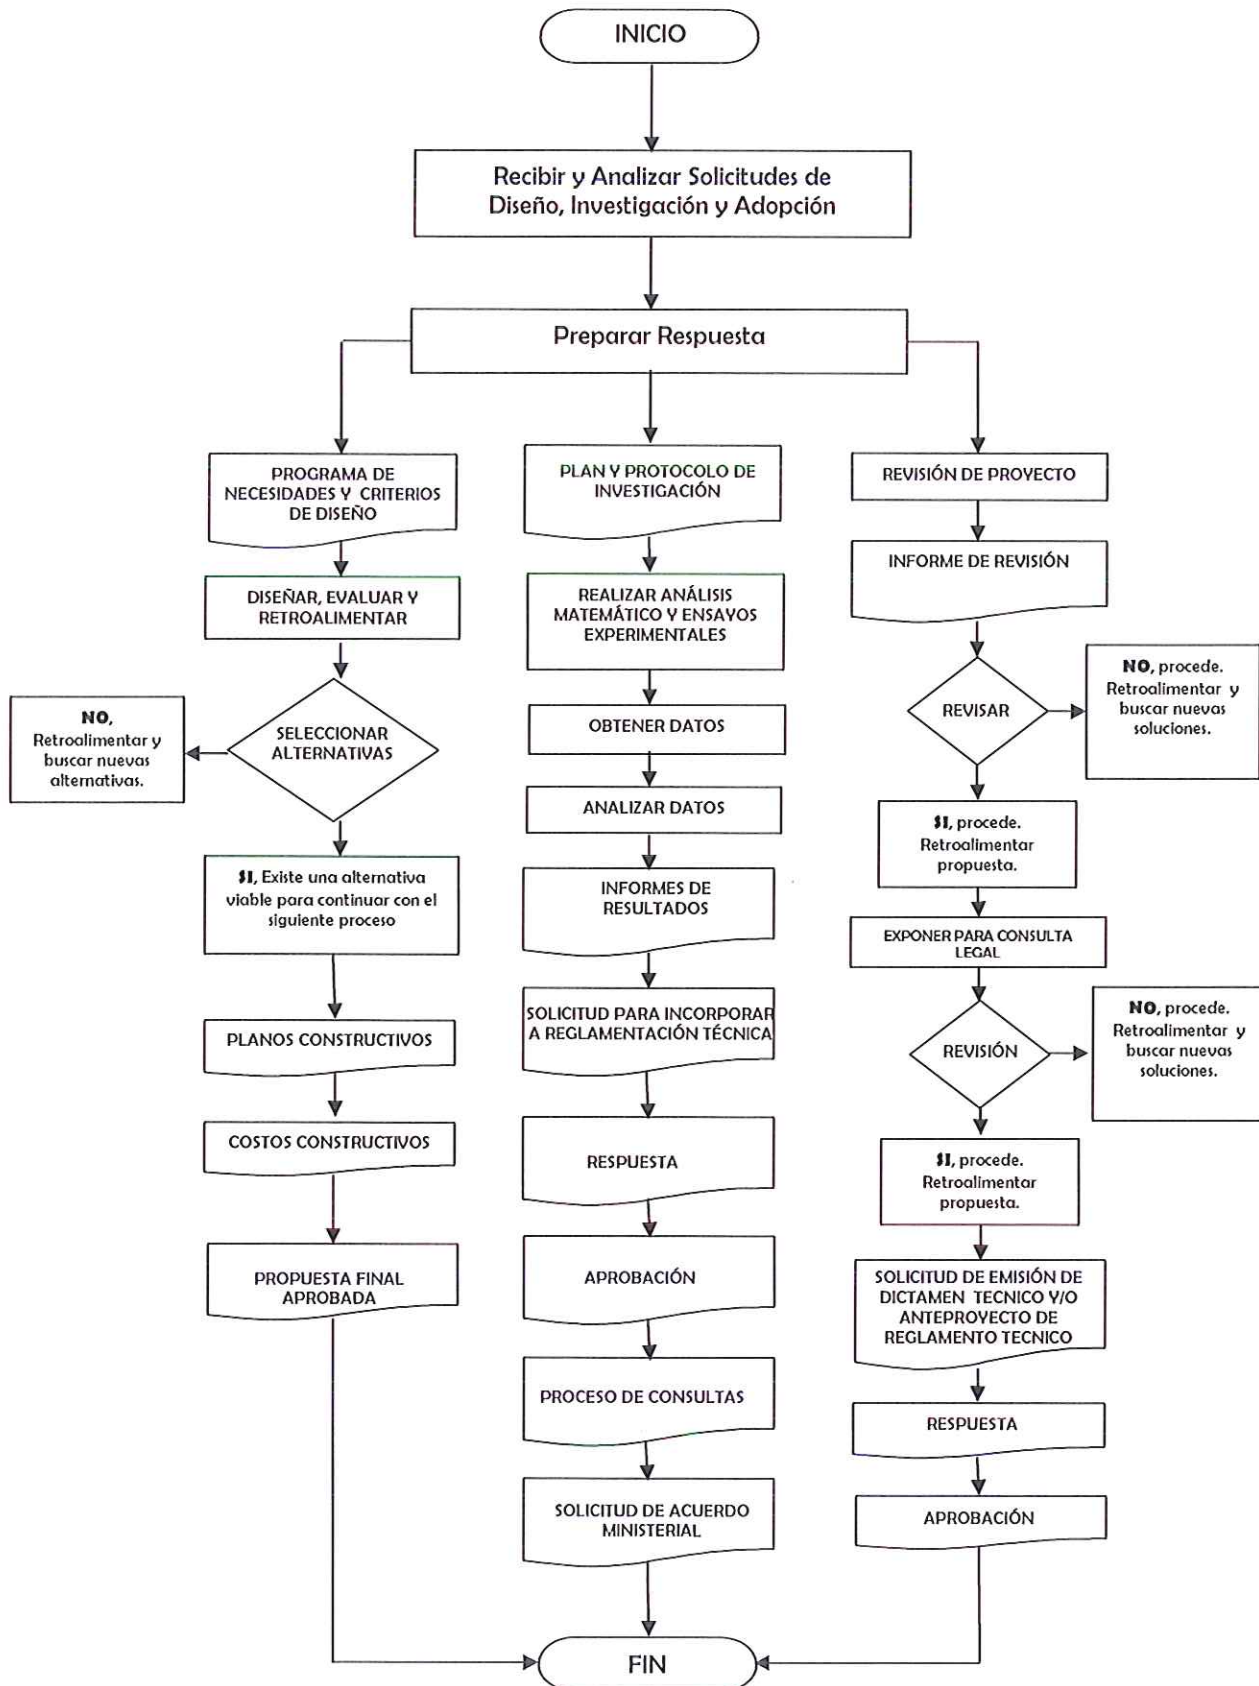 INICIO
Recibir y Analizar Solicitudes de
Diseño, Investigación y Adopción
Preparar Respuesta
PROGRAMA DE
NECESIDADES Y CRITERIOS
DE DISEÑO
DISEÑAR, EVALUAR Y
RETROALIMENTAR
SELECCIONAR
ALTERNATIVAS
NO,
Retroalimentar y
buscar nuevas
alternativas.
SI, Existe una alternativa
viable para continuar con el
siguiente proceso
PLANOS CONSTRUCTIVOS
COSTOS CONSTRUCTIVOS
PROPUESTA FINAL
APROBADA
PLAN Y PROTOCOLO DE
INVESTIGACIÓN
REALIZAR ANÁLISIS
MATEMÁTICO Y ENSAYOS
EXPERIMENTALES
OBTENER DATOS
ANALIZAR DATOS
INFORMES DE
RESULTADOS
SOLICITUD PARA INCORPORAR
A REGLAMENTACIÓN TÉCNICA
RESPUESTA
APROBACIÓN
PROCESO DE CONSULTAS
SOLICITUD DE ACUERDO
MINISTERIAL
REVISIÓN DE PROYECTO
INFORME DE REVISIÓN
REVISAR
NO, procede.
Retroalimentar y
buscar nuevas
soluciones.
SI, procede.
Retroalimentar
propuesta.
EXPONER PARA CONSULTA
LEGAL
REVISIÓN
NO, procede.
Retroalimentar y
buscar nuevas
soluciones.
SI, procede.
Retroalimentar
propuesta.
SOLICITUD DE EMISIÓN DE
DICTAMEN TECNICO Y/O
ANTEPROYECTO DE
REGLAMENTO TECNICO
RESPUESTA
APROBACIÓN
FIN